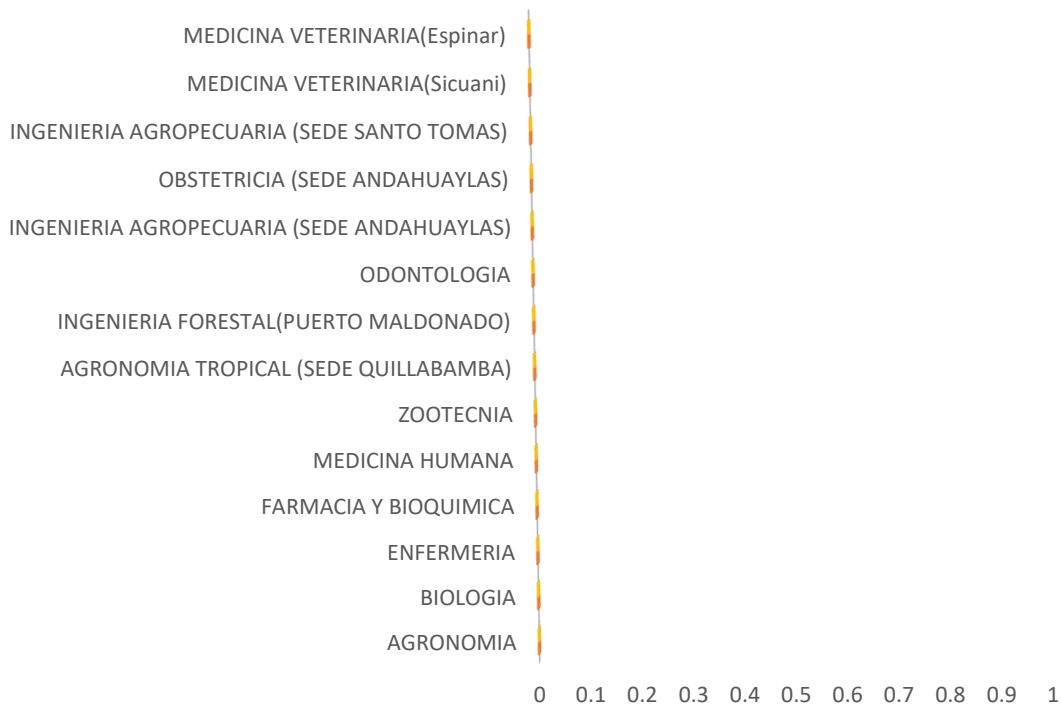 MEDICINA VETERINARIA(Espinar)
MEDICINA VETERINARIA(Sicuani)
INGENIERIA AGROPECUARIA (SEDE SANTO TOMAS)
OBSTETRICIA (SEDE ANDAHUAYLAS)
INGENIERIA AGROPECUARIA (SEDE ANDAHUAYLAS)
ODONTOLOGIA
INGENIERIA FORESTAL(PUERTO MALDONADO)
AGRONOMIA TROPICAL (SEDE QUILLABAMBA)
ZOOTECNIA
MEDICINA HUMANA
FARMACIA Y BIOQUIMICA
ENFERMERIA
BIOLOGIA
AGRONOMIA
0 0.1 0.2 0.3 0.4 0.5 0.6 0.7 0.8 0.9 1